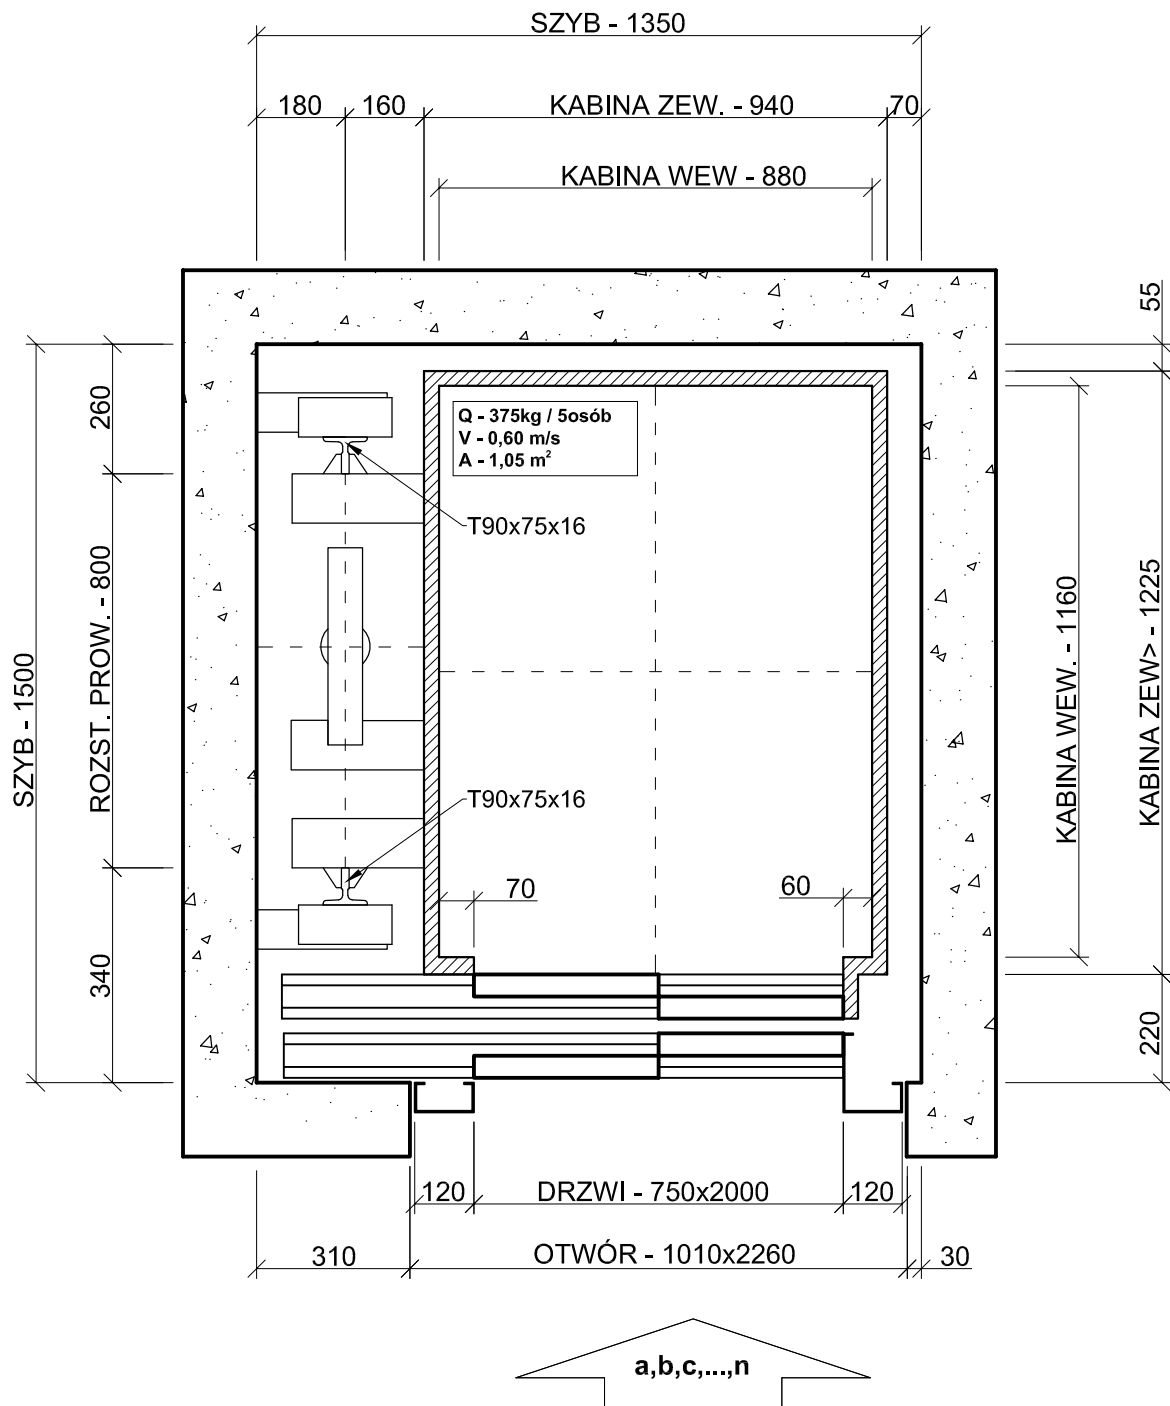 SZYB - 1350
180
160
KABINA ZEW. - 940
70
KABINA WEW - 880
55
260
Q - 375kg / 5osób
V - 0,60 m/s
A - 1,05 m²
T90x75x16
SZYB - 1500
ROZST. PROW. - 800
KABINA WEW. - 1160
KABINA ZEW> - 1225
T90x75x16
70
60
340
220
120
DRZWI - 750x2000
120
310
OTWÓR - 1010x2260
30
a,b,c,...,n